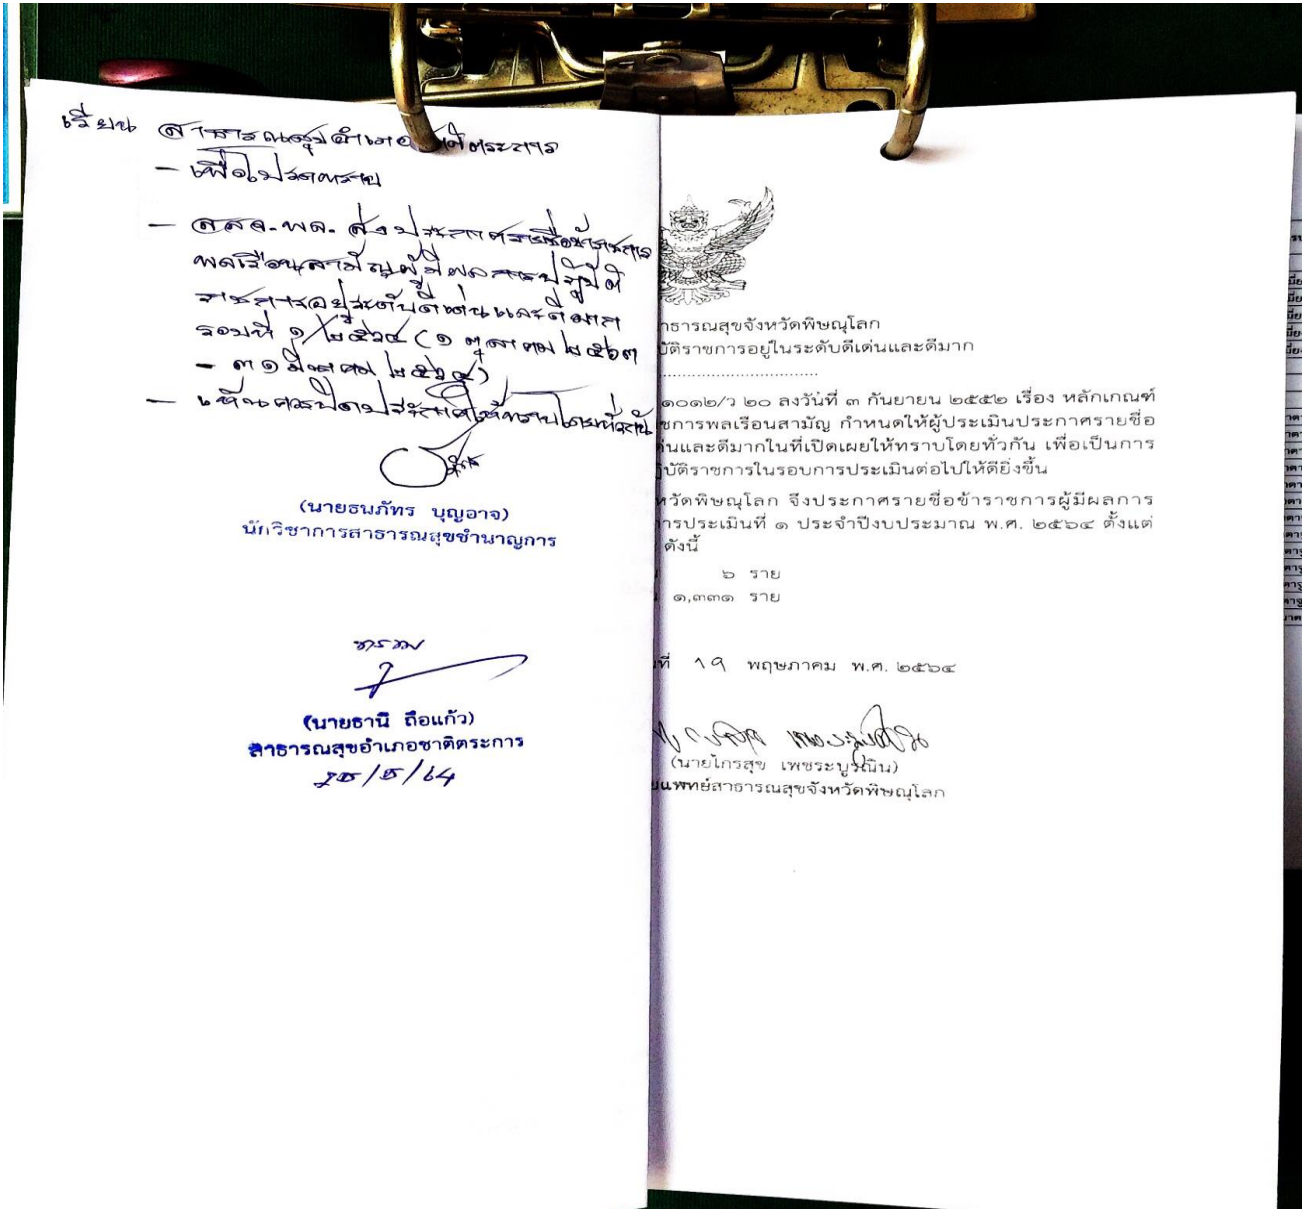 เรียน สาธารณสุขอำเภอชาติตระการ
- เพื่อโปรดทราบ
- สสจ.พล. ส่งประกาศรายชื่อข้าราชการ
พลเรือนสามัญผู้มีผลการปฏิบัติ
ราชการอยู่ระดับดีเด่นและดีมาก
รอบที่ ๑/๒๕๖๔ (๑ ตุลาคม ๒๕๖๓
- ๓๑ มีนาคม ๒๕๖๔)
- เห็นควรปิดประกาศให้ทราบโดยทั่วกัน
(นายธนภัทร บุญอาจ)
นักวิชาการสาธารณสุขชำนาญการ
ทราบ
(นายธานี ถือแก้ว)
สาธารณสุขอำเภอชาติตระการ
าธารณสุขจังหวัดพิษณุโลก
บัติราชการอยู่ในระดับดีเด่นและดีมาก
๑๐๑๒/ว ๒๐ ลงวันที่ ๓ กันยายน ๒๕๕๒ เรื่อง หลักเกณฑ์
ชการพลเรือนสามัญ กำหนดให้ผู้ประเมินประกาศรายชื่อ
ด่นและดีมากในที่เปิดเผยให้ทราบโดยทั่วกัน เพื่อเป็นการ
ฏิบัติราชการในรอบการประเมินต่อไปให้ดียิ่งขึ้น
หวัดพิษณุโลก จึงประกาศรายชื่อข้าราชการผู้มีผลการ
ารประเมินที่ ๑ ประจำปีงบประมาณ พ.ศ. ๒๕๖๔ ตั้งแต่
ดังนี้
๖ ราย
๑,๓๓๑ ราย
นที่ 19 พฤษภาคม พ.ศ. ๒๕๖๔
(นายไกรสุข เพชระบูรณิน)
ยแพทย์สาธารณสุขจังหวัดพิษณุโลก